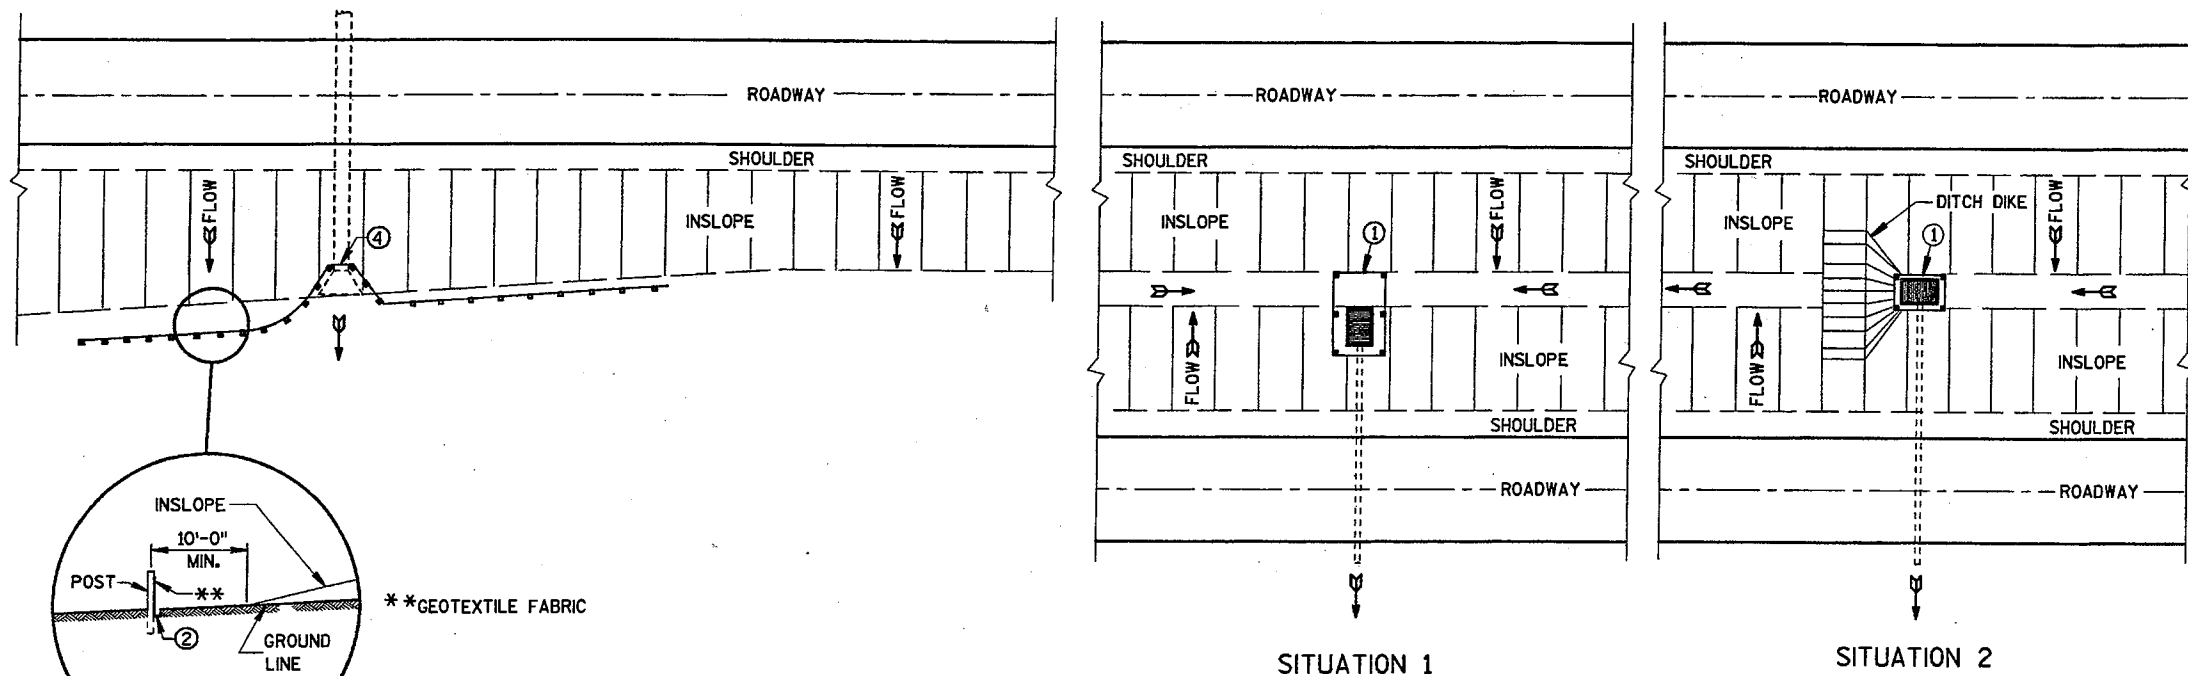 ROADWAY
SHOULDER
FLOW
FLOW
INSLOPE
4
INSLOPE
10'-0"
MIN.
POST
**
2
GROUND
LINE
**GEOTEXTILE FABRIC
ROADWAY
SHOULDER
INSLOPE
FLOW
1
FLOW
INSLOPE
SHOULDER
ROADWAY
SITUATION 1
ROADWAY
SHOULDER
INSLOPE
DITCH DIKE
FLOW
1
FLOW
INSLOPE
SHOULDER
ROADWAY
SITUATION 2